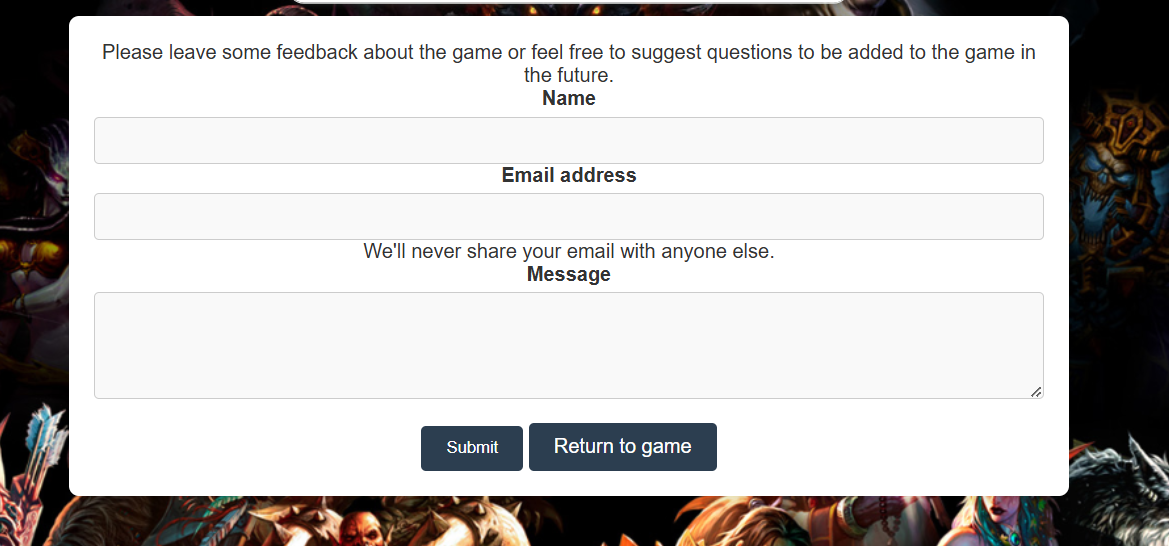 Please leave some feedback about the game or feel free to suggest questions to be added to the game in
the future.
Name
Email address
We'll never share your email with anyone else.
Message
Submit
Return to game